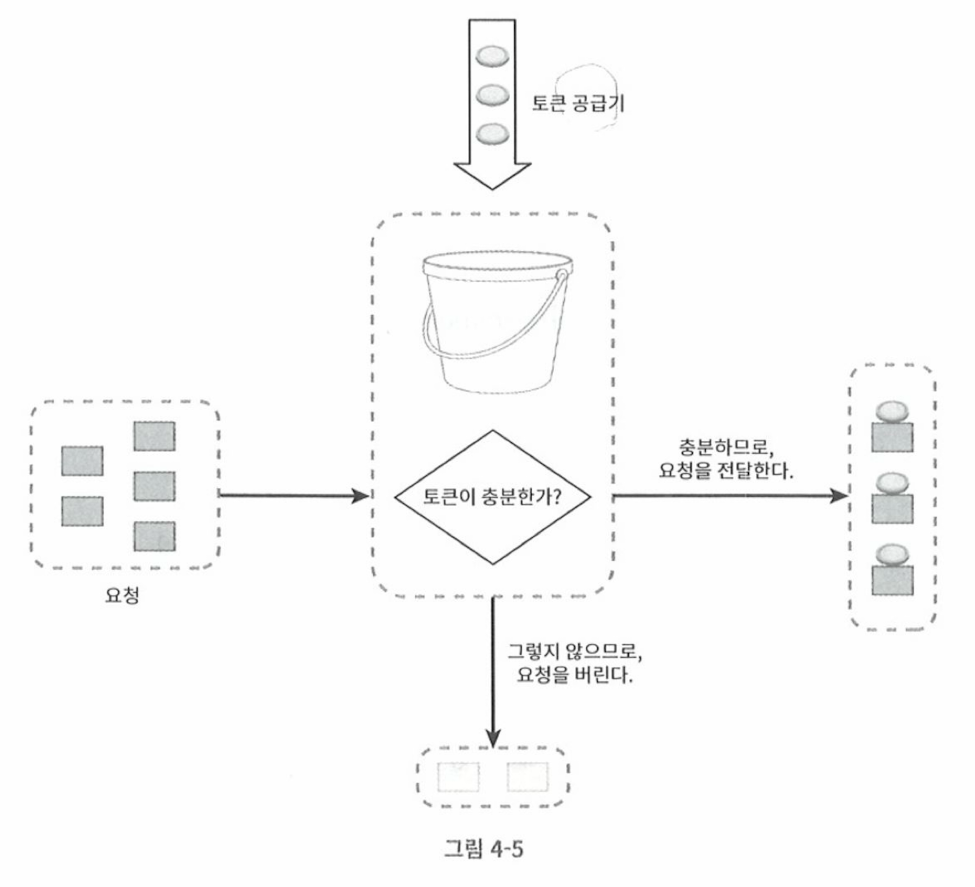 토큰 공급기
토큰이 충분한가?
충분하므로,
요청을 전달한다.
요청
그렇지 않으므로,
요청을 버린다.
그림 4-5